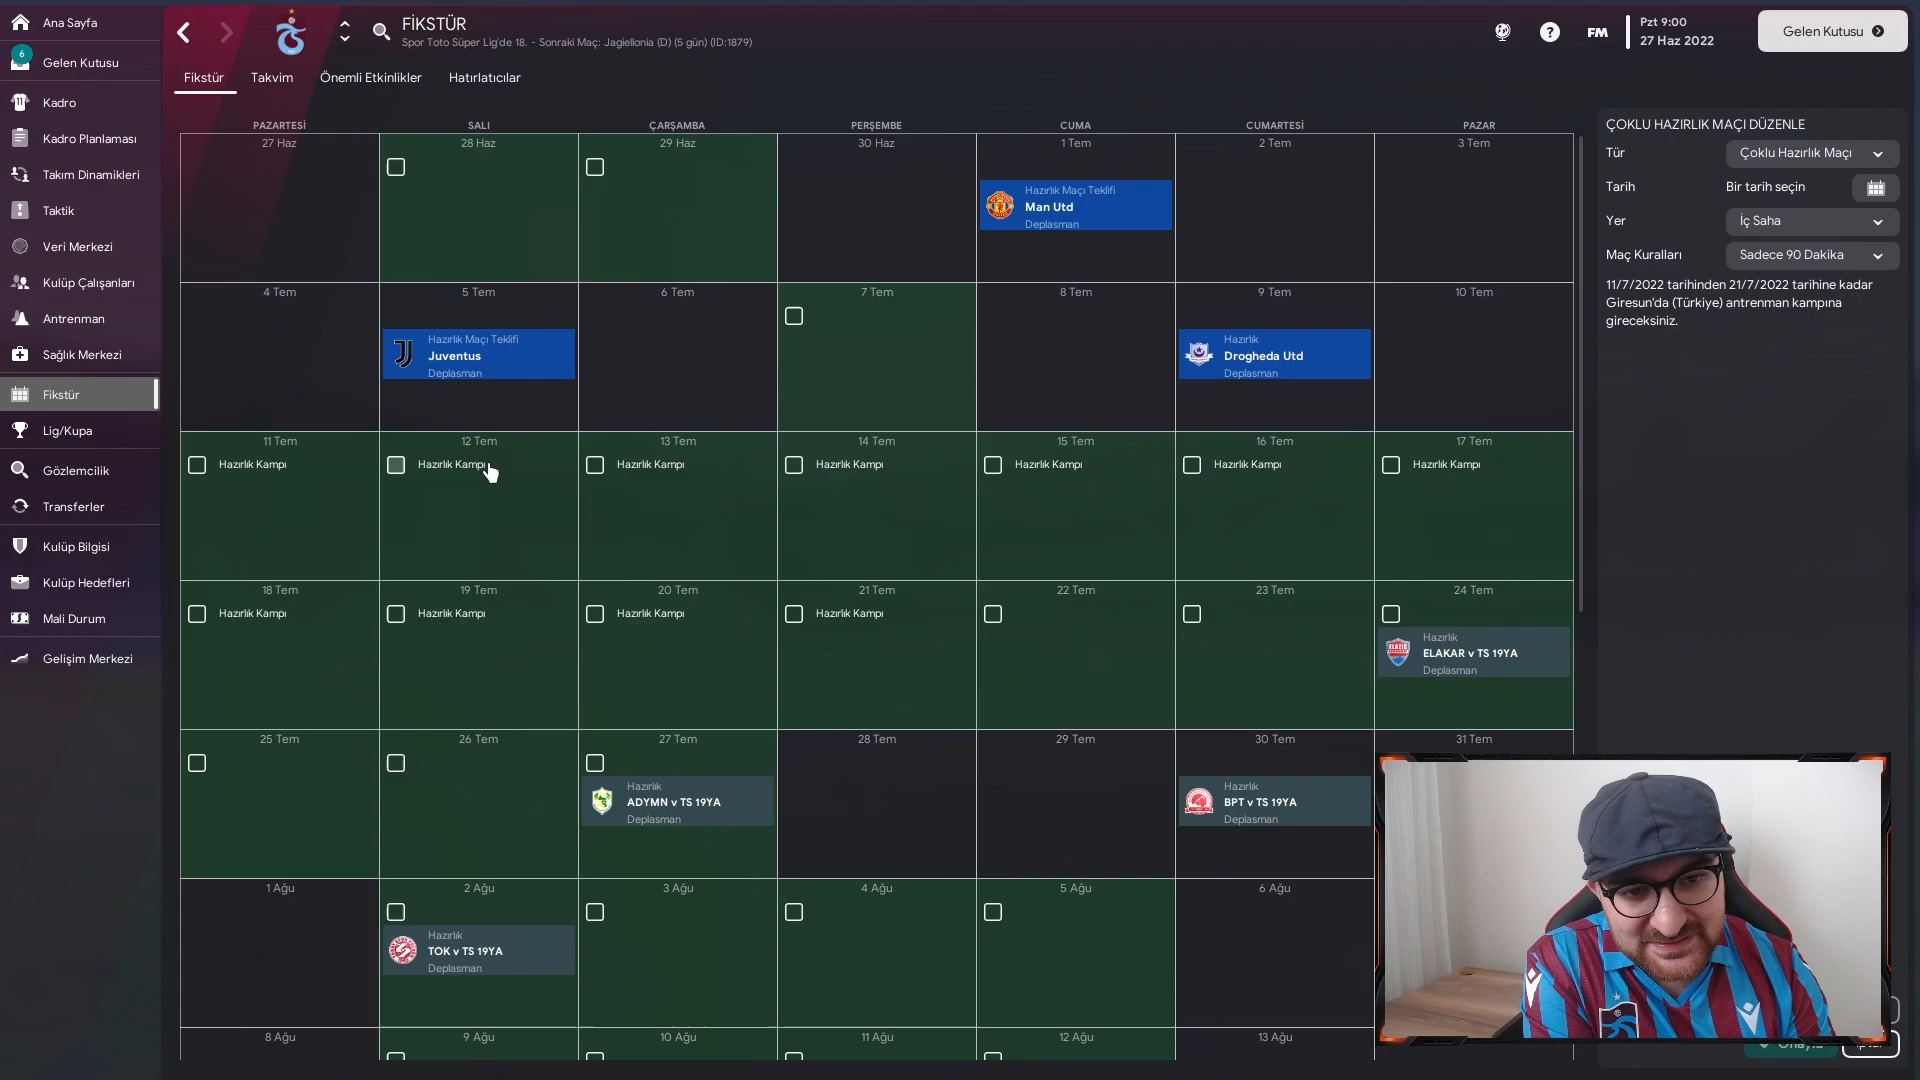 Ana Sayfa
6
Gelen Kutusu
Kadro
Kadro Planlaması
Takım Dinamikleri
Taktik
Veri Merkezi
Kulüp Çalışanları
Antrenman
Sağlık Merkezi
Fikstür
Lig/Kupa
Gözlemcilik
Transferler
Kulüp Bilgisi
Kulüp Hedefleri
Mali Durum
Gelişim Merkezi
FİKSTÜR
Spor Toto Süper Lig'de 18. - Sonraki Maç: Jagiellonia (D) (5 gün) (ID:1879)
FM
Pzt 9:00
27 Haz 2022
Gelen Kutusu
Fikstür Takvim Önemli Etkinlikler Hatırlatıcılar
PAZARTESİ SALI ÇARŞAMBA PERŞEMBE CUMA CUMARTESİ PAZAR
27 Haz 28 Haz 29 Haz 30 Haz 1 Tem 2 Tem 3 Tem
Hazırlık Maçı Teklifi
Man Utd
Deplasman
4 Tem 5 Tem 6 Tem 7 Tem 8 Tem 9 Tem 10 Tem
Hazırlık Maçı Teklifi
Juventus
Deplasman
Hazırlık
Drogheda Utd
Deplasman
11 Tem 12 Tem 13 Tem 14 Tem 15 Tem 16 Tem 17 Tem
Hazırlık Kampı Hazırlık Kampı Hazırlık Kampı Hazırlık Kampı Hazırlık Kampı Hazırlık Kampı Hazırlık Kampı
18 Tem 19 Tem 20 Tem 21 Tem 22 Tem 23 Tem 24 Tem
Hazırlık Kampı Hazırlık Kampı Hazırlık Kampı Hazırlık Kampı
Hazırlık
ELAKAR v TS 19YA
Deplasman
25 Tem 26 Tem 27 Tem 28 Tem 29 Tem 30 Tem 31 Tem
Hazırlık
ADYMN v TS 19YA
Deplasman
Hazırlık
BPT v TS 19YA
Deplasman
1 Ağu 2 Ağu 3 Ağu 4 Ağu 5 Ağu 6 Ağu
Hazırlık
TOK v TS 19YA
Deplasman
8 Ağu 9 Ağu 10 Ağu 11 Ağu 12 Ağu 13 Ağu
ÇOKLU HAZIRLIK MAÇI DÜZENLE
Tür Çoklu Hazırlık Maçı
Tarih Bir tarih seçin
Yer İç Saha
Maç Kuralları Sadece 90 Dakika
11/7/2022 tarihinden 21/7/2022 tarihine kadar
Giresun'da (Türkiye) antrenman kampına
gireceksiniz.